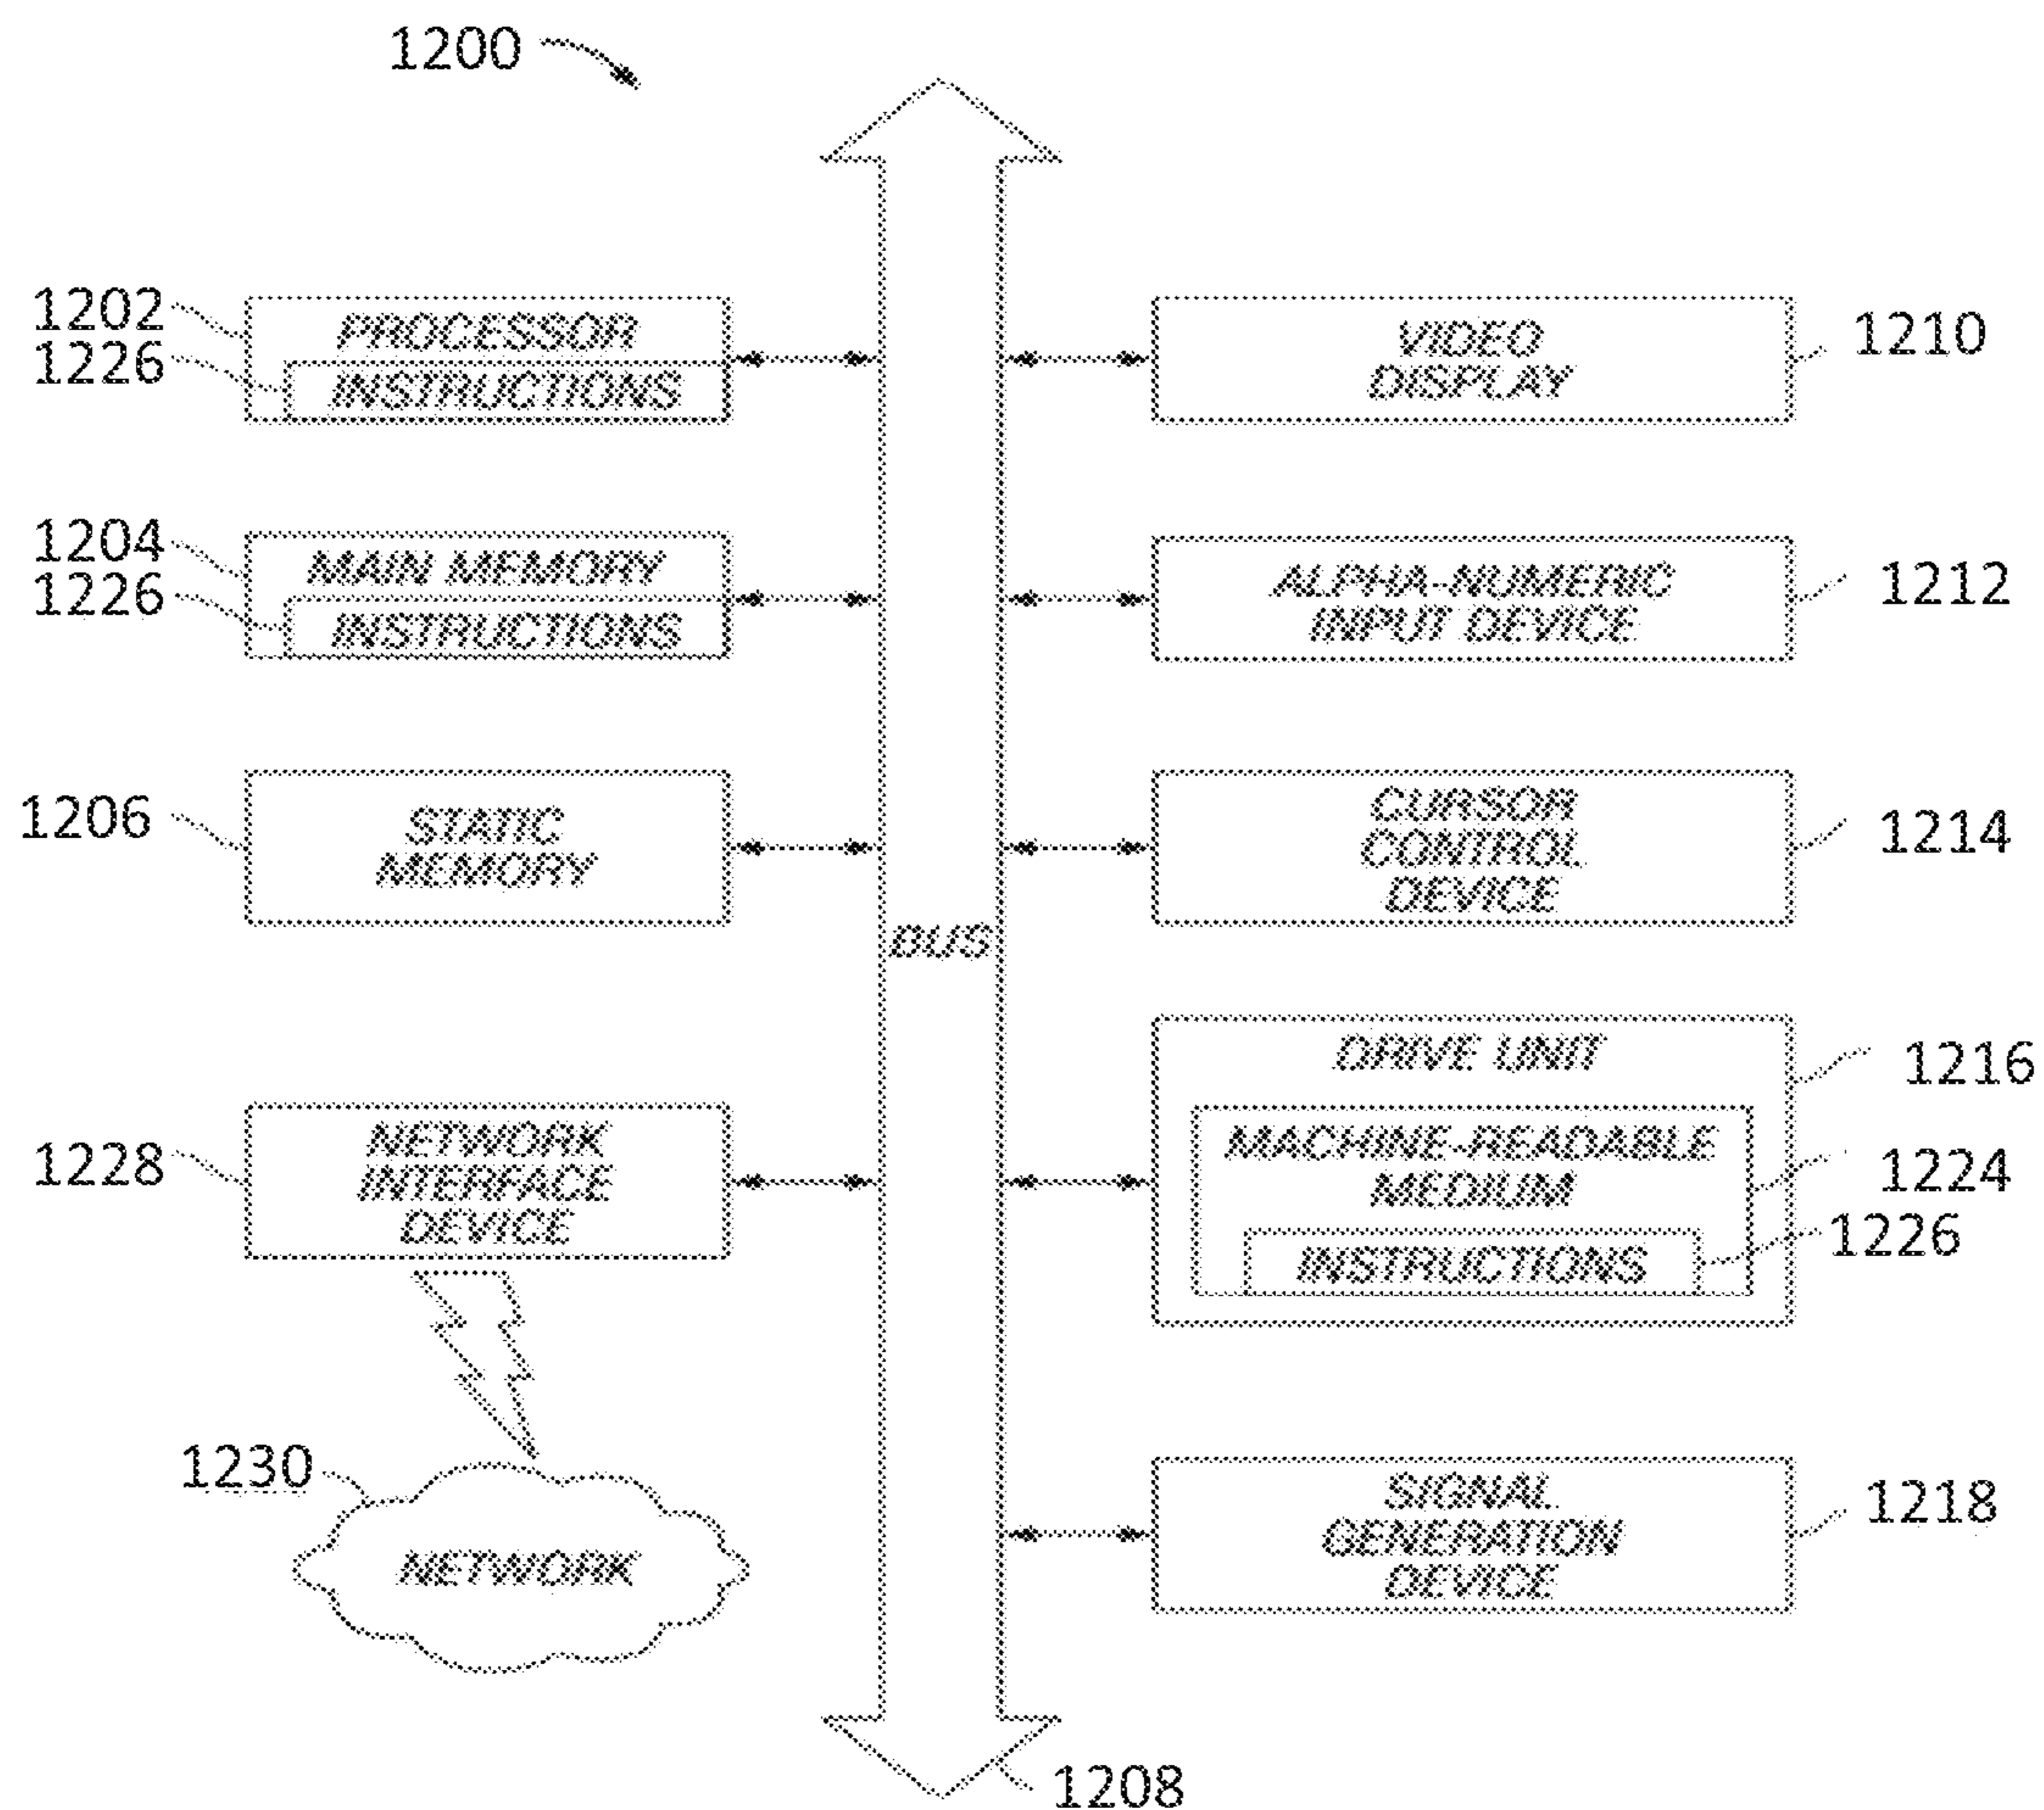 1200
1202
PROCESSOR
1226
INSTRUCTIONS
1204
MAIN MEMORY
1226
INSTRUCTIONS
1206
STATIC
MEMORY
1228
NETWORK
INTERFACE
DEVICE
1230
NETWORK
BUS
1208
VIDEO
DISPLAY
1210
ALPHA-NUMERIC
INPUT DEVICE
1212
CURSOR
CONTROL
DEVICE
1214
DRIVE UNIT
1216
MACHINE-READABLE
MEDIUM
1224
INSTRUCTIONS
1226
SIGNAL
GENERATION
DEVICE
1218